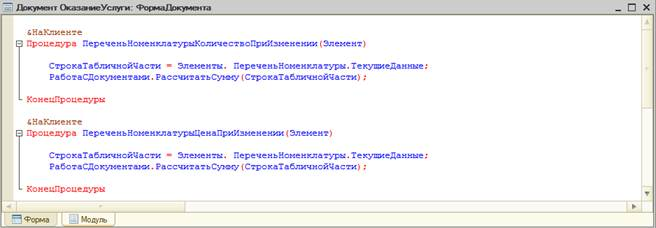 Документ ОказаниеУслуги: ФормаДокумента
&НаКлиенте
Процедура ПереченьНоменклатурыКоличествоПриИзменении(Элемент)
СтрокаТабличнойЧасти = Элементы. ПереченьНоменклатуры.ТекущиеДанные;
РаботаСДокументами.РассчитатьСумму(СтрокаТабличнойЧасти);
КонецПроцедуры
&НаКлиенте
Процедура ПереченьНоменклатурыЦенаПриИзменении(Элемент)
СтрокаТабличнойЧасти = Элементы. ПереченьНоменклатуры.ТекущиеДанные;
РаботаСДокументами.РассчитатьСумму(СтрокаТабличнойЧасти);
КонецПроцедуры
Форма Модуль